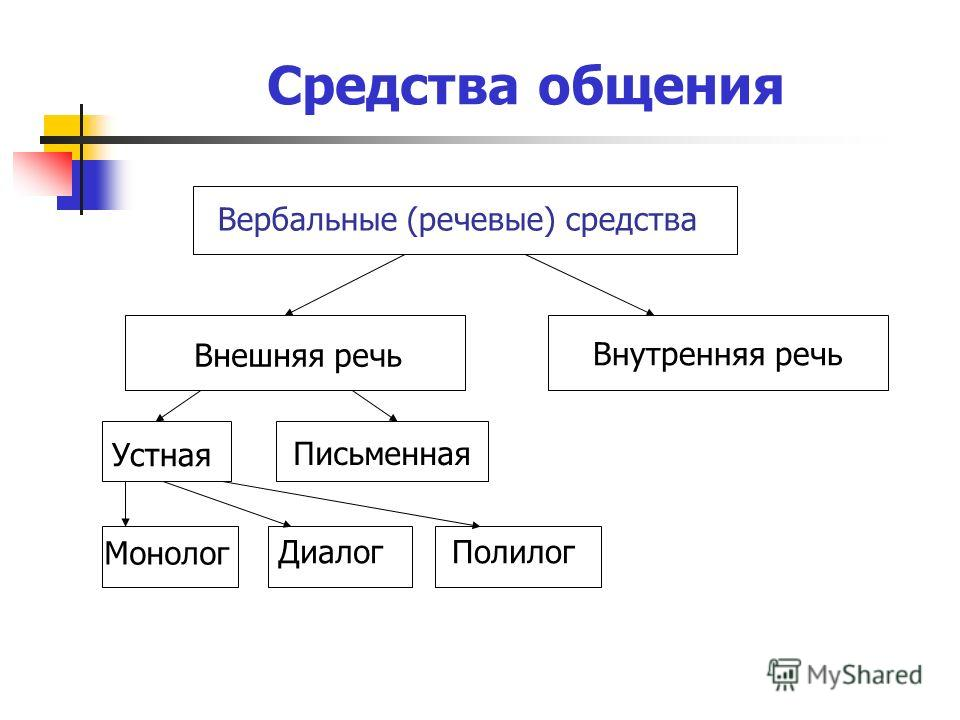 Средства общения
Вербальные (речевые) средства
Внешняя речь
Внутренняя речь
Устная
Письменная
Монолог
Диалог
Полилог
MyShared